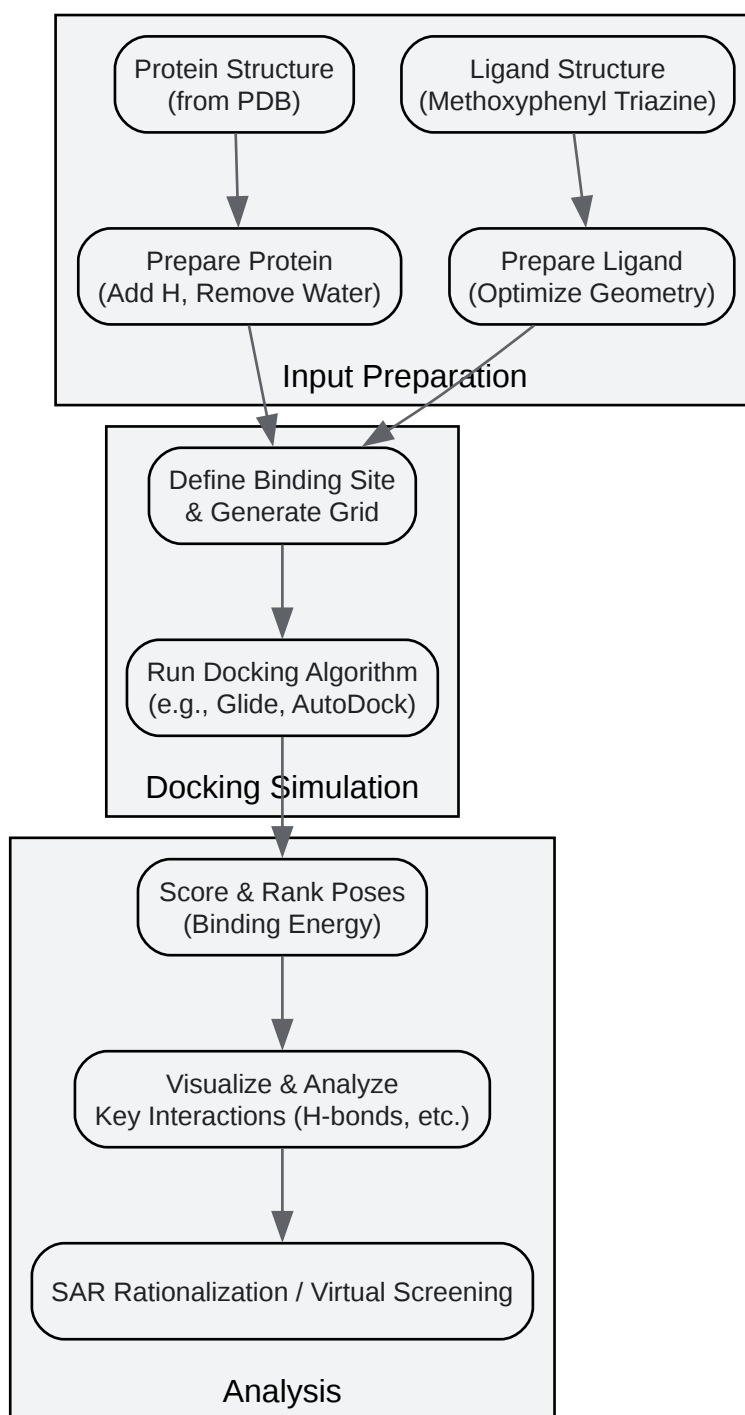 Protein Structure
(from PDB)
Ligand Structure
(Methoxyphenyl Triazine)
Prepare Protein
(Add H, Remove Water)
Prepare Ligand
(Optimize Geometry)
Input Preparation
Define Binding Site
& Generate Grid
Run Docking Algorithm
(e.g., Glide, AutoDock)
Docking Simulation
Score & Rank Poses
(Binding Energy)
Visualize & Analyze
Key Interactions (H-bonds, etc.)
SAR Rationalization / Virtual Screening
Analysis